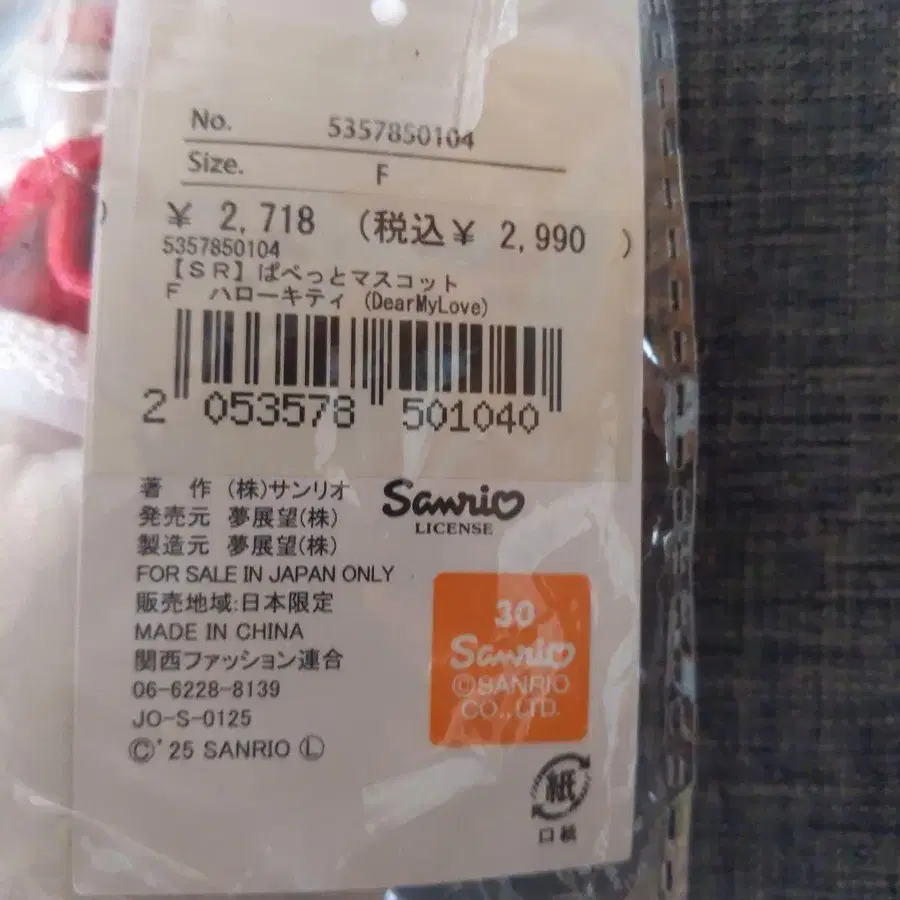 No. 5357850104
Size. F
¥ 2,718 (税込¥ 2,990 )
5357850104
【SR】ぱぺっとマスコット
F ハローキティ (DearMyLove)
2 053578 501040
著 作 (株)サンリオ
Sanrio
LICENSE
発売元 夢展望(株)
製造元 夢展望(株)
FOR SALE IN JAPAN ONLY
販売地域:日本限定
MADE IN CHINA
関西ファッション連合
06-6228-8139
JO-S-0125
©'25 SANRIO Ⓛ
30
Sanrio
©SANRIO
CO., LTD.
紙
口紙